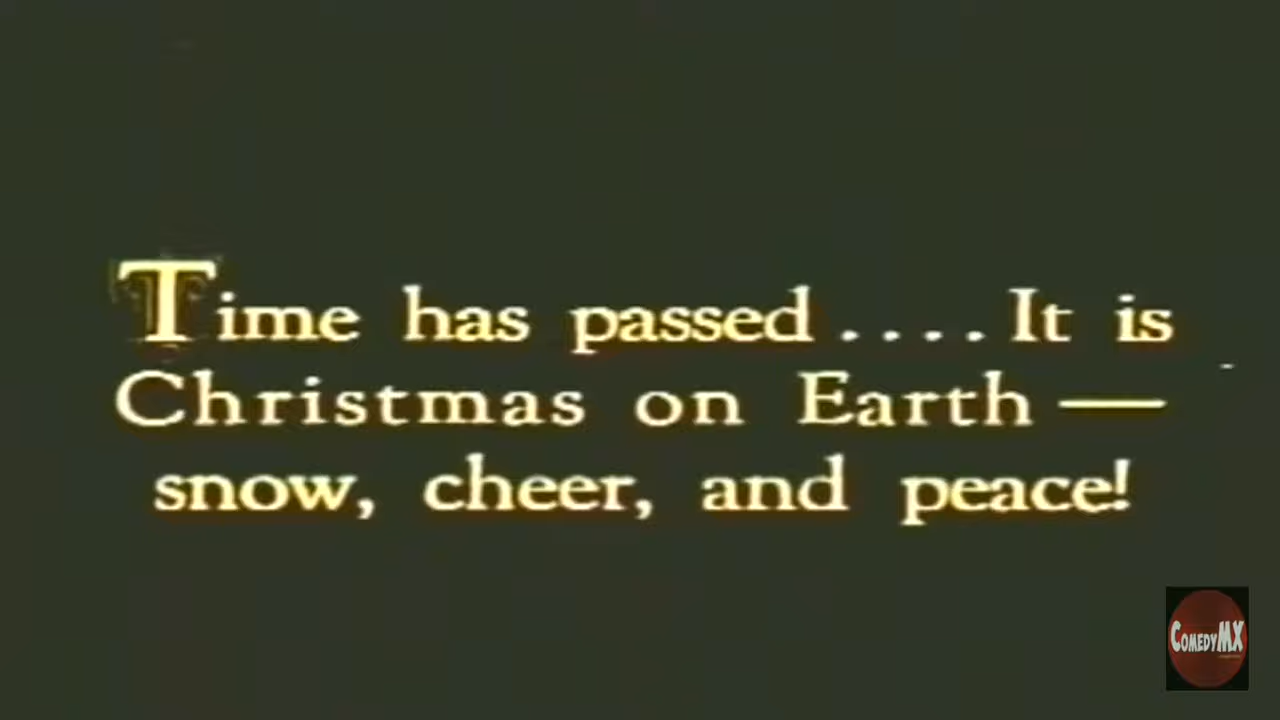 Time has passed .... It is
Christmas on Earth —
snow, cheer, and peace!
COMEDYMX